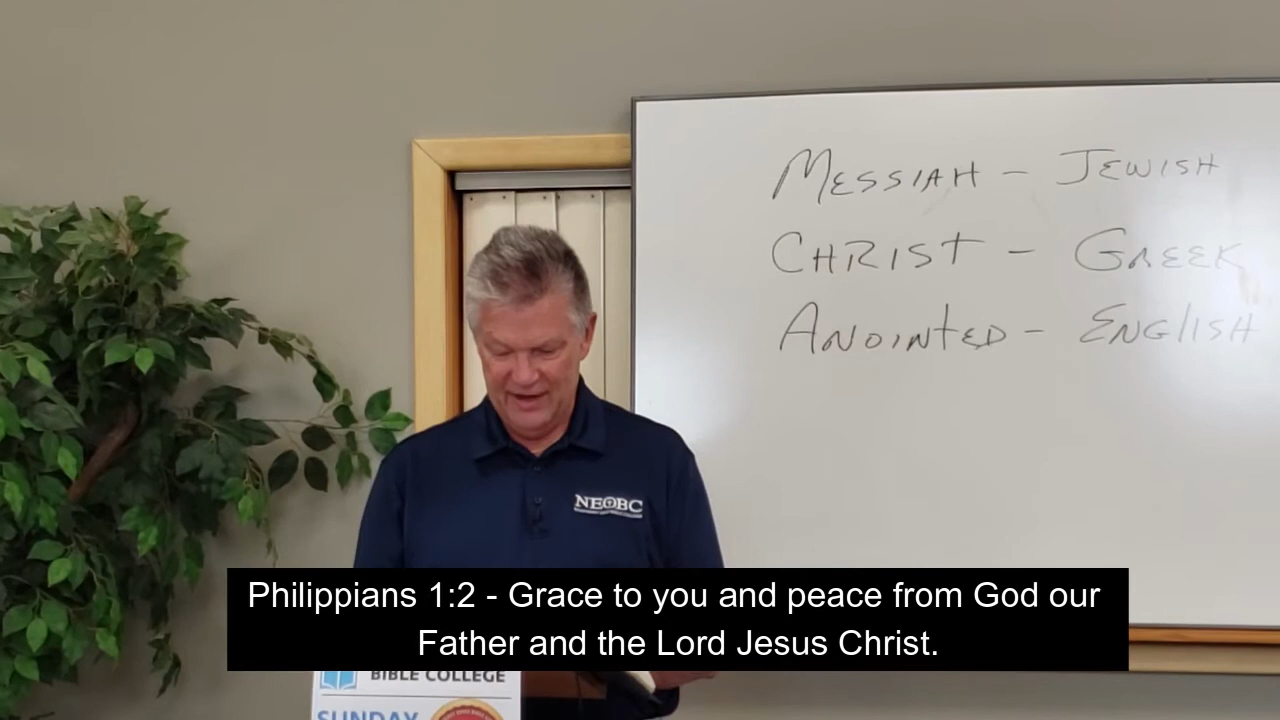 MESSIAH - JEWISH
CHRIST - GREEK
ANOINTED - ENGLISH
NEOBC
Philippians 1:2 - Grace to you and peace from God our
Father and the Lord Jesus Christ.
BIBLE COLLEGE
SUNDAY